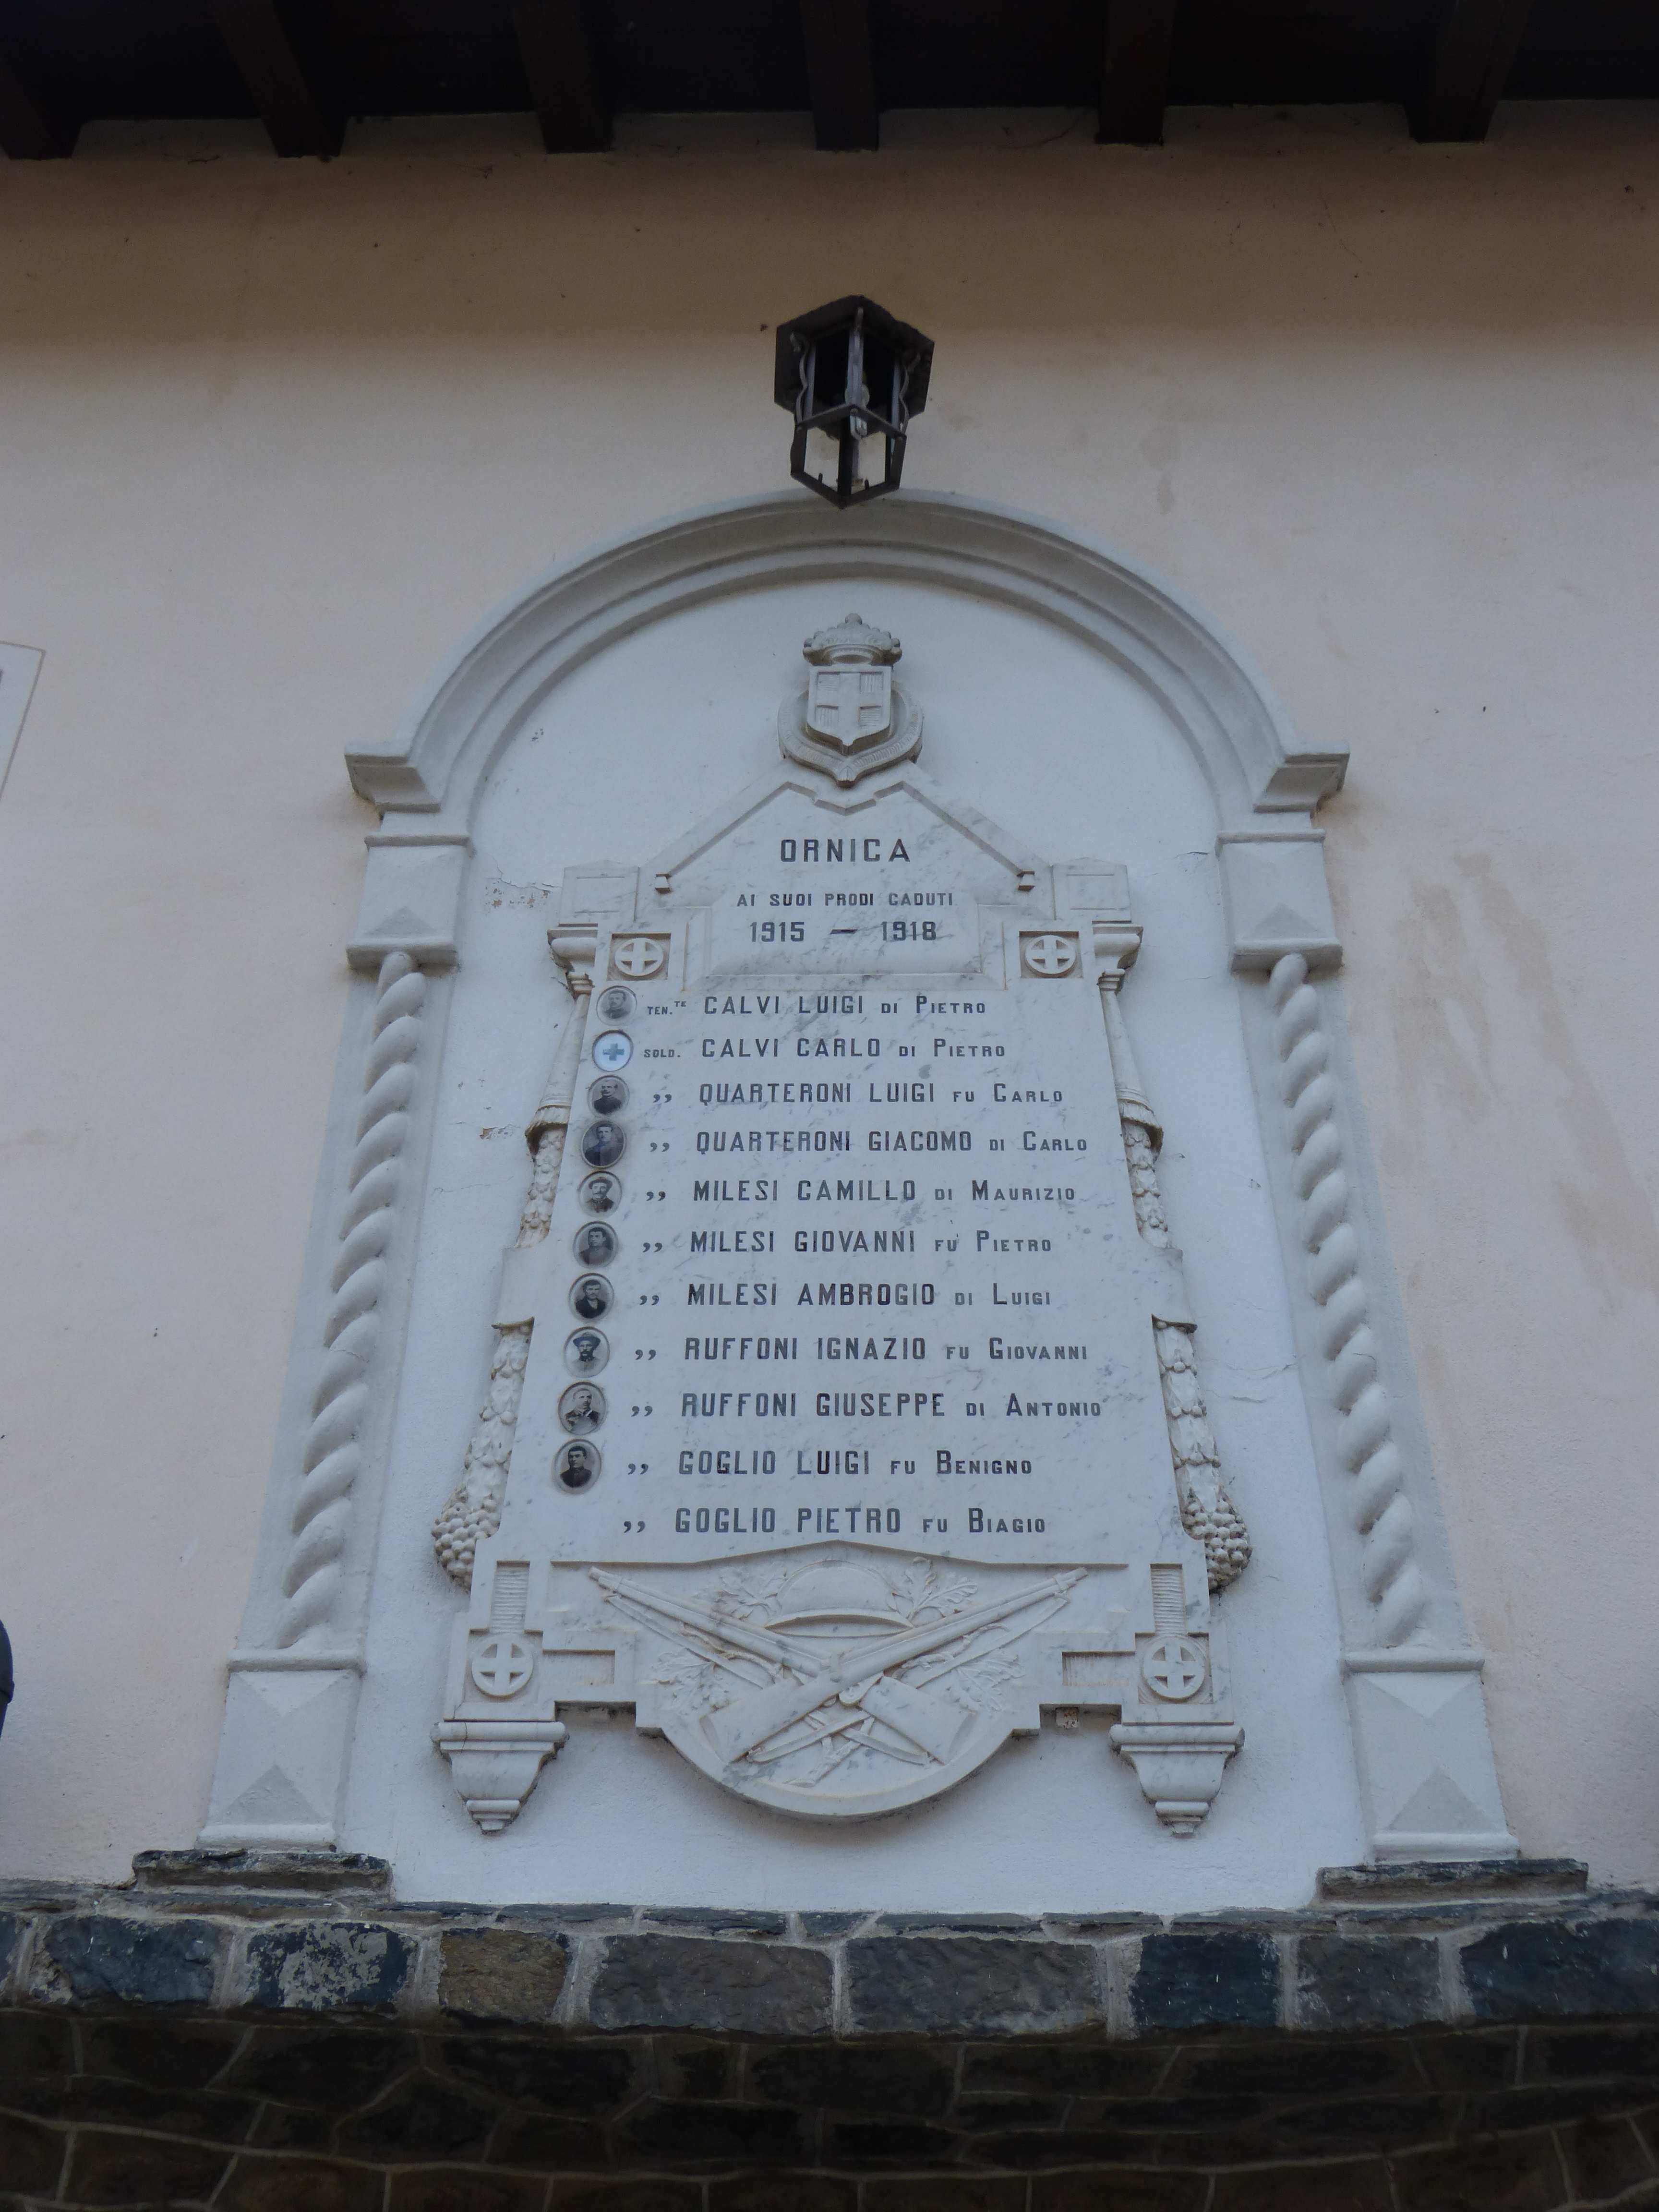 ORNICA
AI SUOI PRODI CADUTI
1915 — 1918
TEN.TE CALVI LUIGI DI PIETRO
SOLD. CALVI CARLO DI PIETRO
„ QUARTERONI LUIGI FU CARLO
„ QUARTERONI GIACOMO DI CARLO
„ MILESI CAMILLO DI MAURIZIO
„ MILESI GIOVANNI FU PIETRO
„ MILESI AMBROGIO DI LUIGI
„ RUFFONI IGNAZIO FU GIOVANNI
„ RUFFONI GIUSEPPE DI ANTONIO
„ GOGLIO LUIGI FU BENIGNO
„ GOGLIO PIETRO FU BIAGIO